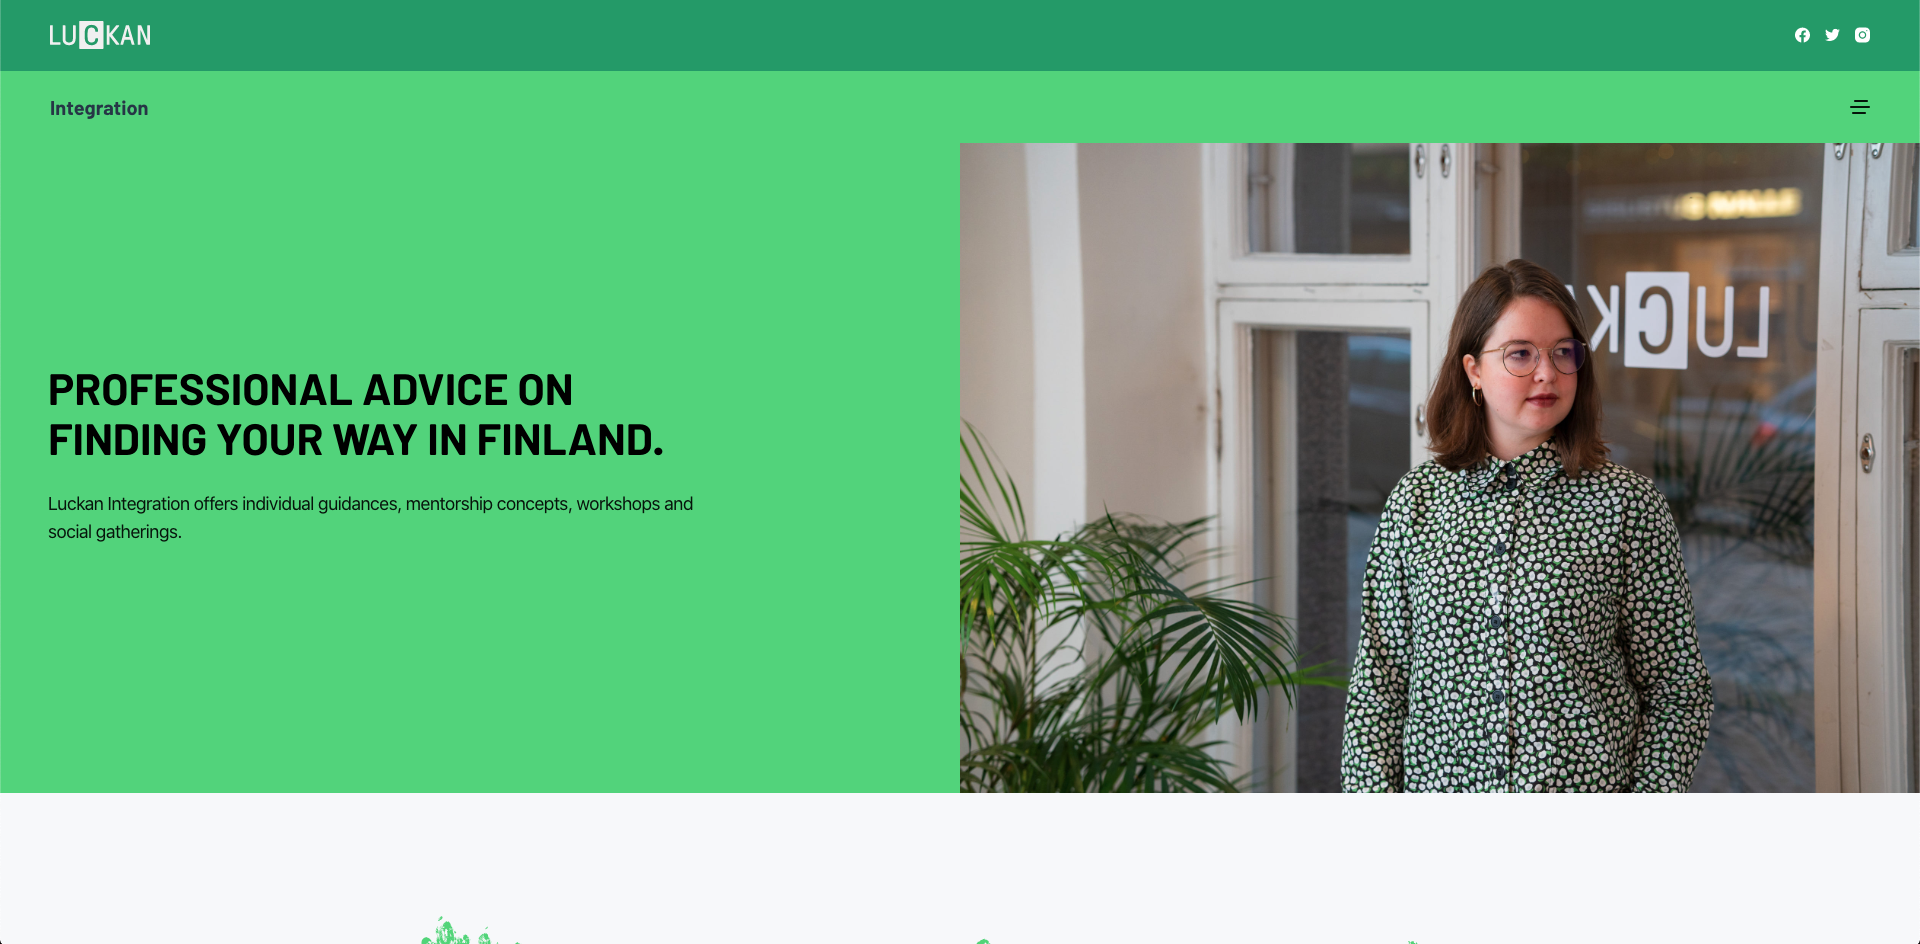 LUCKAN
Integration
PROFESSIONAL ADVICE ON
FINDING YOUR WAY IN FINLAND.
Luckan Integration offers individual guidances, mentorship concepts, workshops and
social gatherings.
LUCK